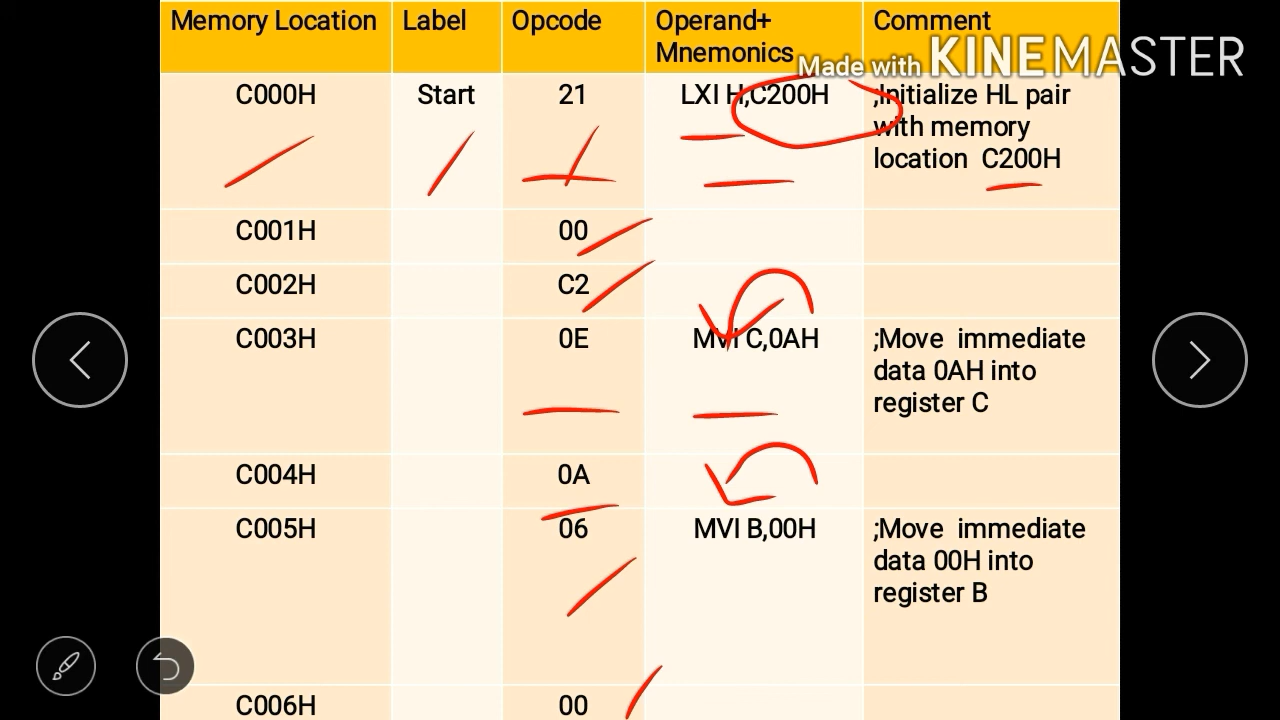 Memory Location Label Opcode Operand+ Comment
Mnemonics
Made with KINEMASTER
C000H Start 21 LXI H,C200H ;Initialize HL pair
with memory
location C200H
C001H 00
C002H C2
C003H 0E MVI C,0AH ;Move immediate
data 0AH into
register C
C004H 0A
C005H 06 MVI B,00H ;Move immediate
data 00H into
register B
C006H 00